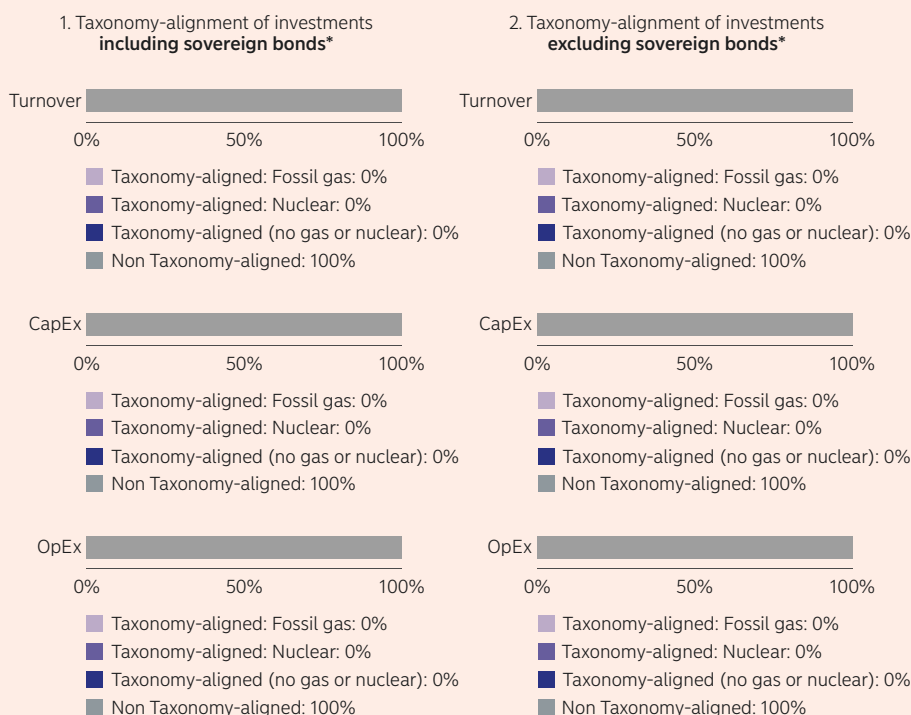 1. Taxonomy-alignment of investments
including sovereign bonds*
Turnover
0% 50% 100%
Taxonomy-aligned: Fossil gas: 0%
Taxonomy-aligned: Nuclear: 0%
Taxonomy-aligned (no gas or nuclear): 0%
Non Taxonomy-aligned: 100%
CapEx
0% 50% 100%
Taxonomy-aligned: Fossil gas: 0%
Taxonomy-aligned: Nuclear: 0%
Taxonomy-aligned (no gas or nuclear): 0%
Non Taxonomy-aligned: 100%
OpEx
0% 50% 100%
Taxonomy-aligned: Fossil gas: 0%
Taxonomy-aligned: Nuclear: 0%
Taxonomy-aligned (no gas or nuclear): 0%
Non Taxonomy-aligned: 100%
2. Taxonomy-alignment of investments
excluding sovereign bonds*
Turnover
0% 50% 100%
Taxonomy-aligned: Fossil gas: 0%
Taxonomy-aligned: Nuclear: 0%
Taxonomy-aligned (no gas or nuclear): 0%
Non Taxonomy-aligned: 100%
CapEx
0% 50% 100%
Taxonomy-aligned: Fossil gas: 0%
Taxonomy-aligned: Nuclear: 0%
Taxonomy-aligned (no gas or nuclear): 0%
Non Taxonomy-aligned: 100%
OpEx
0% 50% 100%
Taxonomy-aligned: Fossil gas: 0%
Taxonomy-aligned: Nuclear: 0%
Taxonomy-aligned (no gas or nuclear): 0%
Non Taxonomy-aligned: 100%